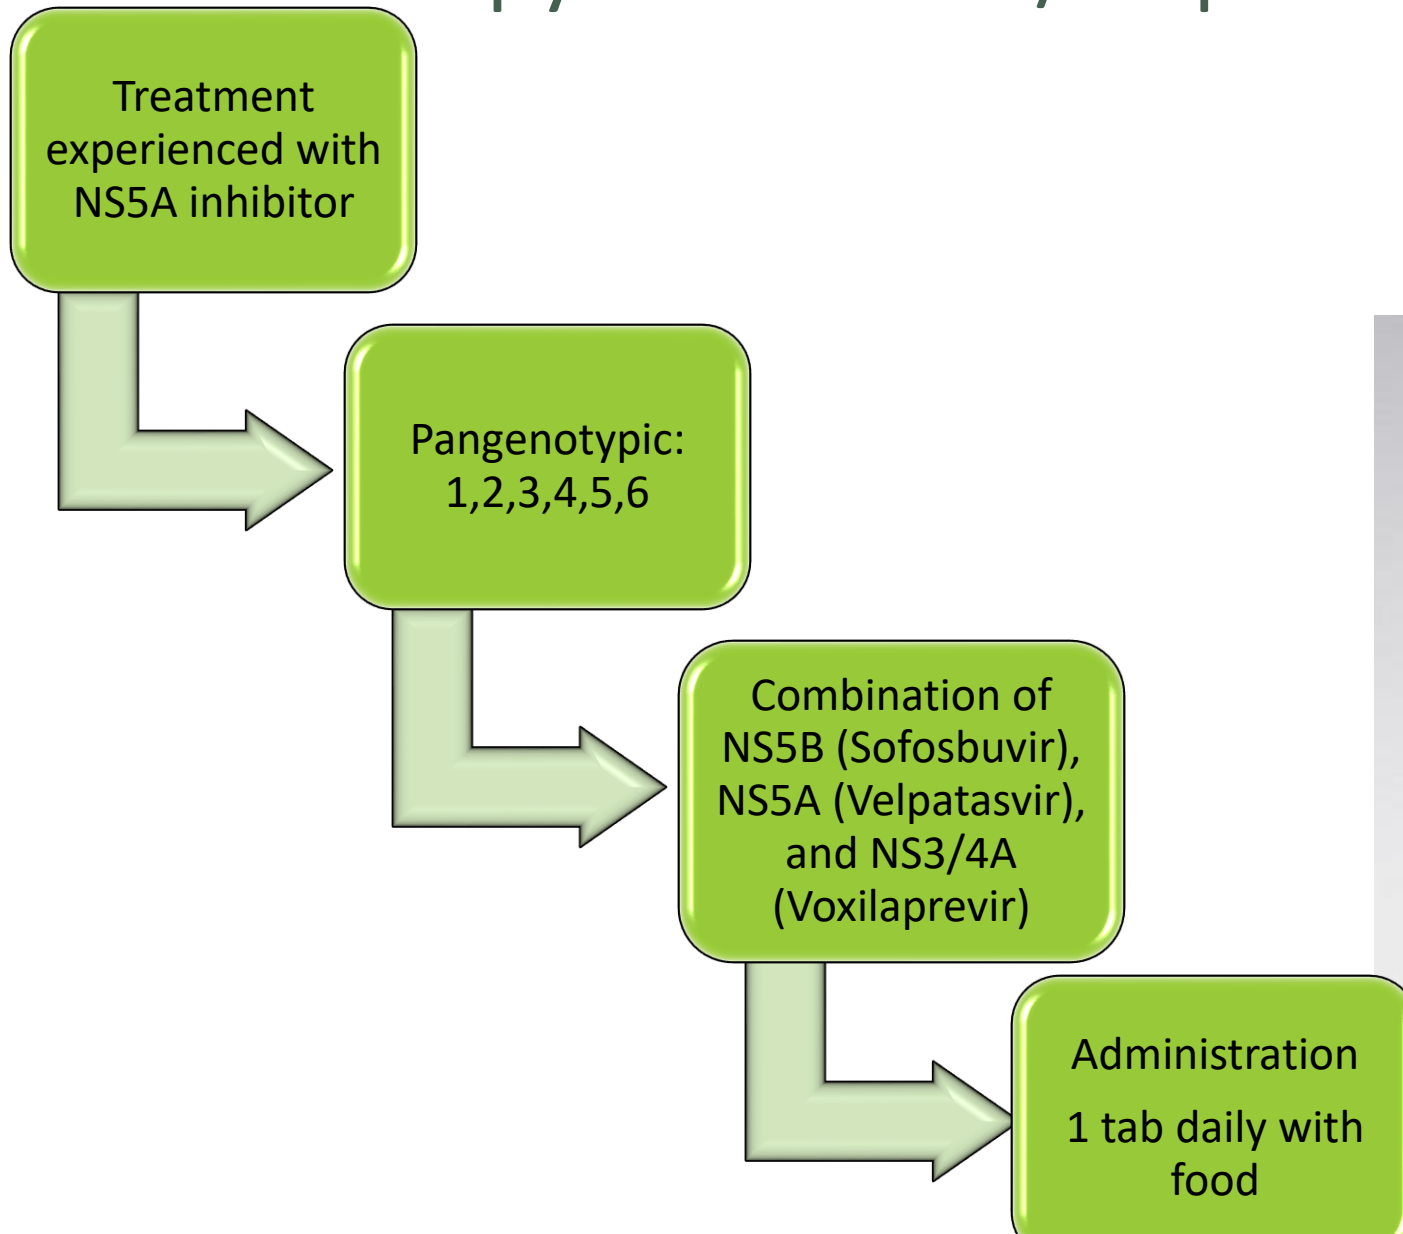 Treatment
experienced with
NS5A inhibitor
Pangenotypic:
1,2,3,4,5,6
Combination of
NS5B (Sofosbuvir),
NS5A (Velpatasvir),
and NS3/4A
(Voxilaprevir)
Administration
1 tab daily with
food